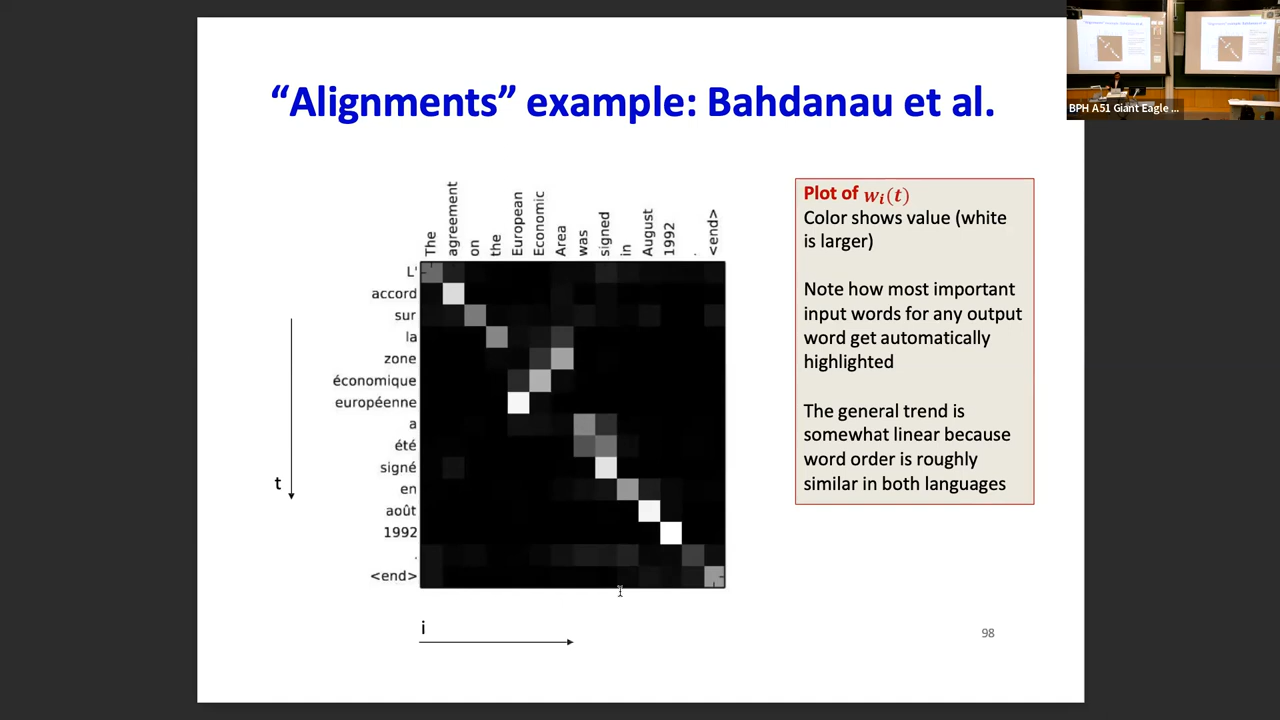 “Alignments” example: Bahdanau et al.
BPH A51 Giant Eagle ...
The
agreement
on
the
European
Economic
Area
was
signed
in
August
1992
.
<end>
L'
accord
sur
la
zone
économique
européenne
a
été
signé
en
août
1992
.
<end>
t
i
Plot of wᵢ(t)
Color shows value (white
is larger)
Note how most important
input words for any output
word get automatically
highlighted
The general trend is
somewhat linear because
word order is roughly
similar in both languages
98